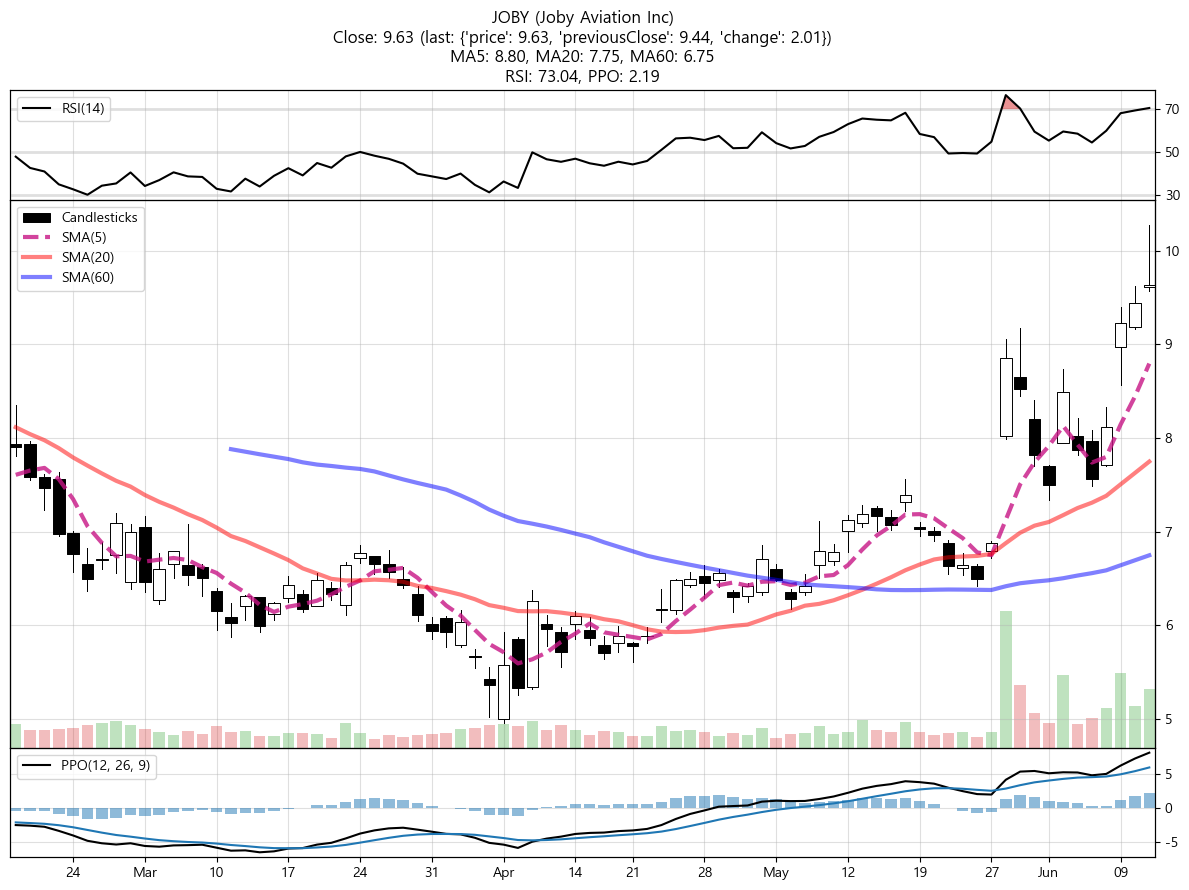 JOBY (Joby Aviation Inc)
Close: 9.63 (last: {'price': 9.63, 'previousClose': 9.44, 'change': 2.01})
MA5: 8.80, MA20: 7.75, MA60: 6.75
RSI: 73.04, PPO: 2.19
RSI(14)
70
50
30
Candlesticks
SMA(5)
SMA(20)
SMA(60)
10
9
8
7
6
5
PPO(12, 26, 9)
5
0
-5
24 Mar 10 17 24 31 Apr 14 21 28 May 12 19 27 Jun 09